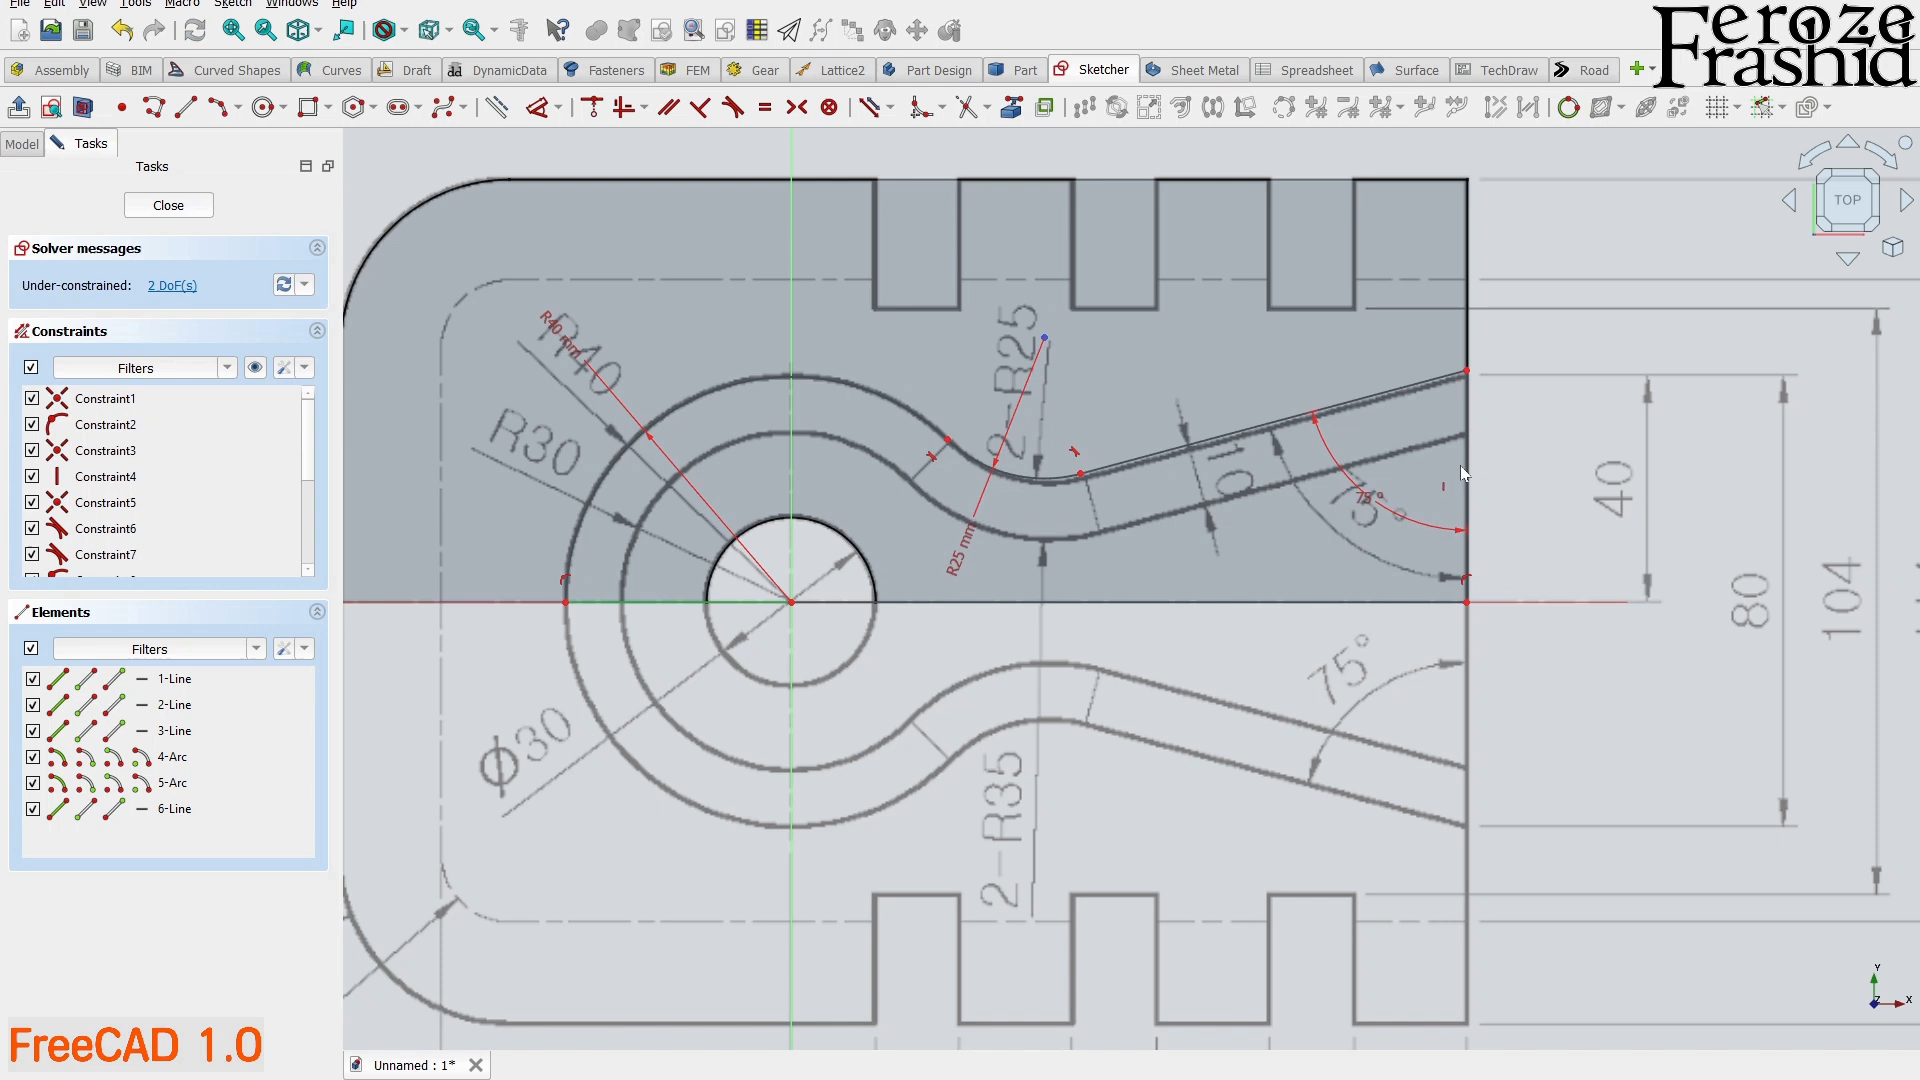 File Edit View Tools Macro Sketch Windows Help
Feroze Frashid
Assembly BIM Curved Shapes Curves Draft DynamicData Fasteners FEM Gear Lattice2 Part Design Part Sketcher Sheet Metal Spreadsheet Surface TechDraw Road
Model Tasks
Tasks
Close
Solver messages
Under-constrained: 2 DoF(s)
Constraints
Filters
Constraint1
Constraint2
Constraint3
Constraint4
Constraint5
Constraint6
Constraint7
Elements
Filters
1-Line
2-Line
3-Line
4-Arc
5-Arc
6-Line
TOP
R40 mm
R40
R30
2-R25
R25 mm
10
75°
75°
40
80
104
75°
ϕ30
2-R35
Y
Z
X
FreeCAD 1.0
Unnamed : 1*